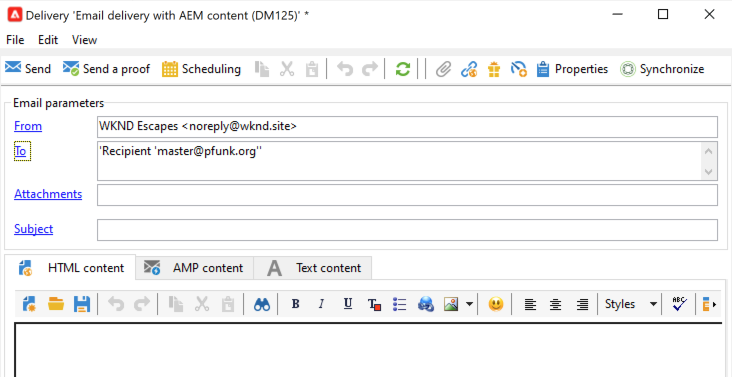 Delivery 'Email delivery with AEM content (DM125)' *
File Edit View
Send Send a proof Scheduling Properties Synchronize
Email parameters
From WKND Escapes <noreply@wknd.site>
To 'Recipient 'master@pfunk.org''
Attachments
Subject
HTML content AMP content Text content
B I U T Styles ABC